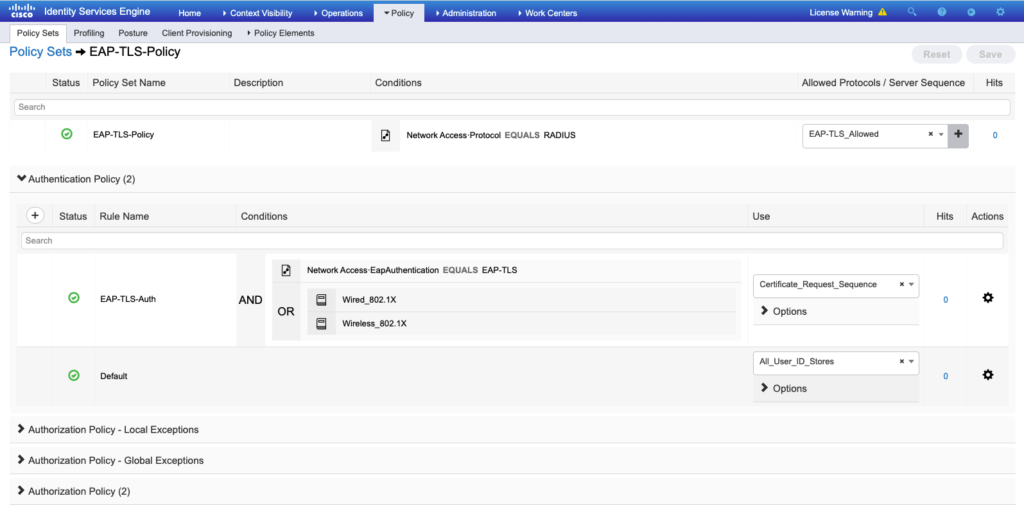 cisco Identity Services Engine Home Context Visibility Operations Policy Administration Work Centers License Warning
Policy Sets Profiling Posture Client Provisioning Policy Elements
Policy Sets → EAP-TLS-Policy Reset Save
Status Policy Set Name Description Conditions Allowed Protocols / Server Sequence Hits
Search
EAP-TLS-Policy Network Access·Protocol EQUALS RADIUS EAP-TLS_Allowed × + 0
Authentication Policy (2)
+ Status Rule Name Conditions Use Hits Actions
Search
EAP-TLS-Auth AND Network Access·EapAuthentication EQUALS EAP-TLS
OR Wired_802.1X
Wireless_802.1X
Certificate_Request_Sequence × 0
Options
Default All_User_ID_Stores × 0
Options
Authorization Policy - Local Exceptions
Authorization Policy - Global Exceptions
Authorization Policy (2)